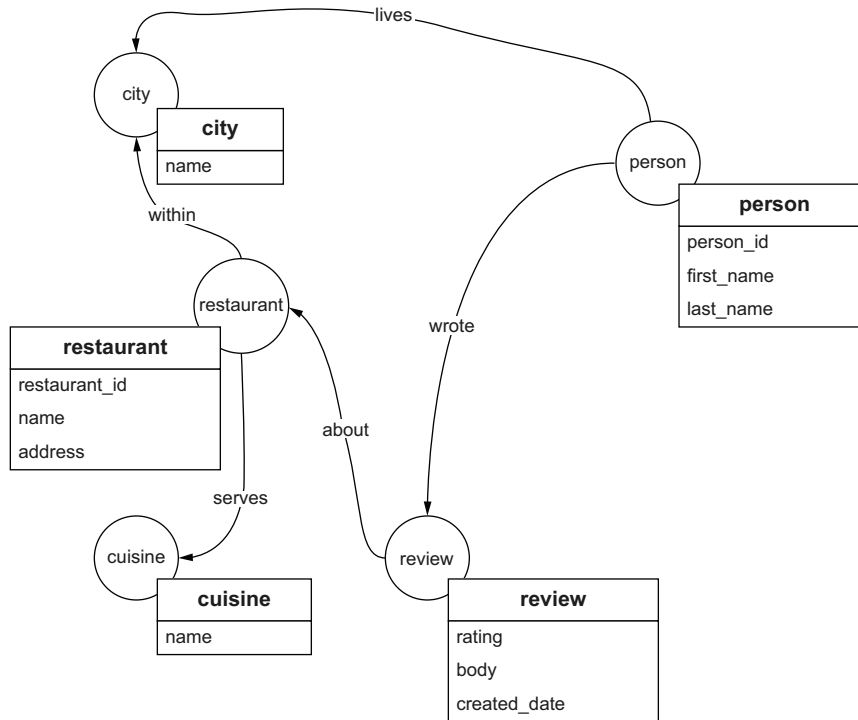 lives
city
city
name
person
person
person_id
first_name
last_name
within
restaurant
restaurant
restaurant_id
name
address
wrote
about
serves
cuisine
cuisine
name
review
review
rating
body
created_date